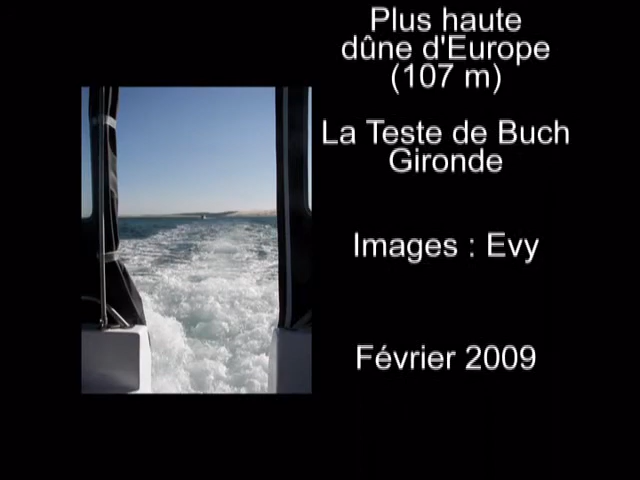 Plus haute
dûne d'Europe
(107 m)
La Teste de Buch
Gironde
Images : Evy
Février 2009